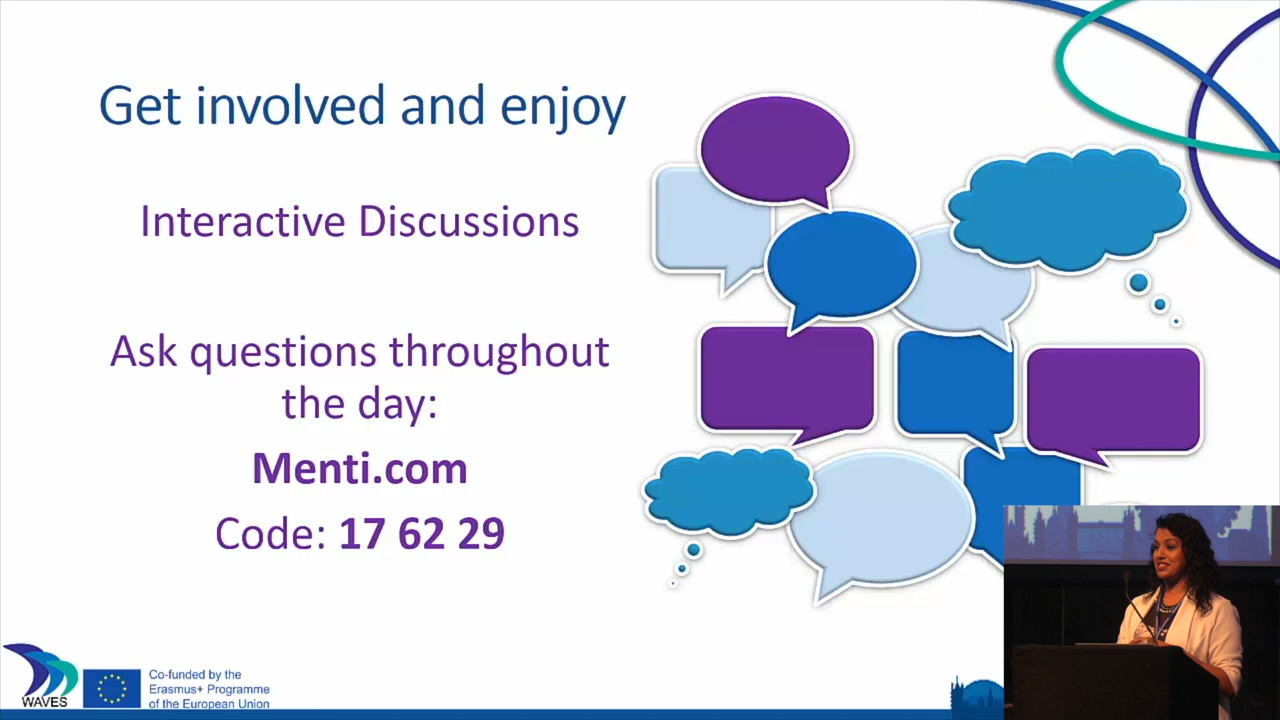 Get involved and enjoy
Interactive Discussions
Ask questions throughout
the day:
Menti.com
Code: 17 62 29
WAVES
Co-funded by the
Erasmus+ Programme
of the European Union